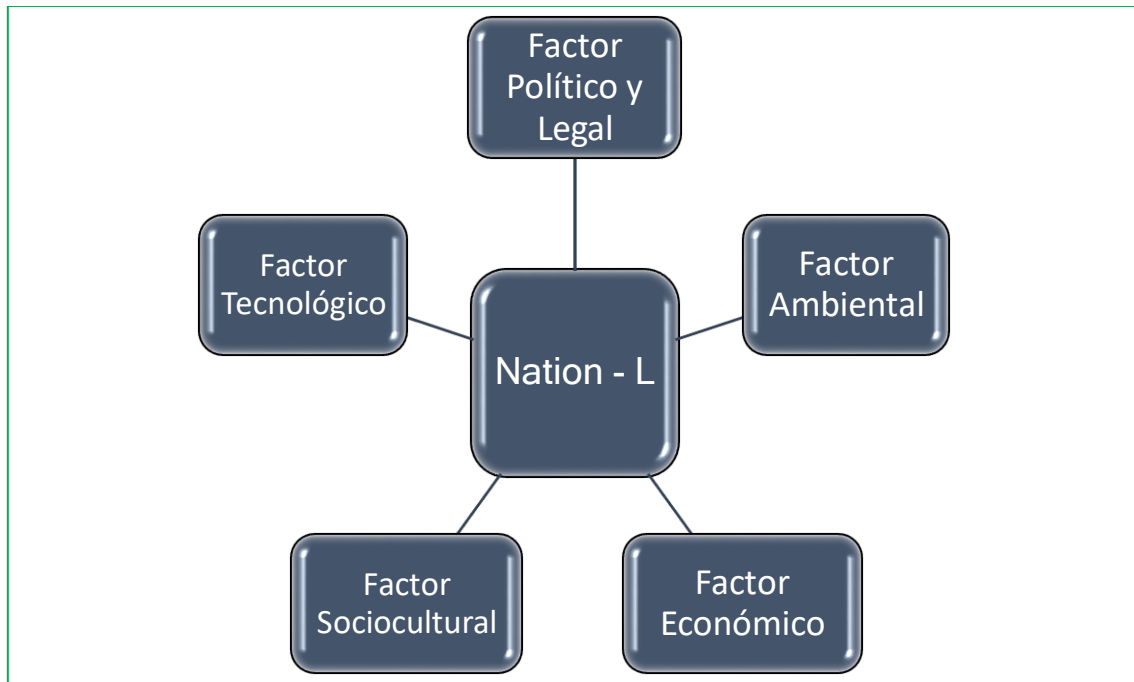 Factor
Político y
Legal
Factor
Tecnológico
Factor
Ambiental
Nation - L
Factor
Sociocultural
Factor
Económico